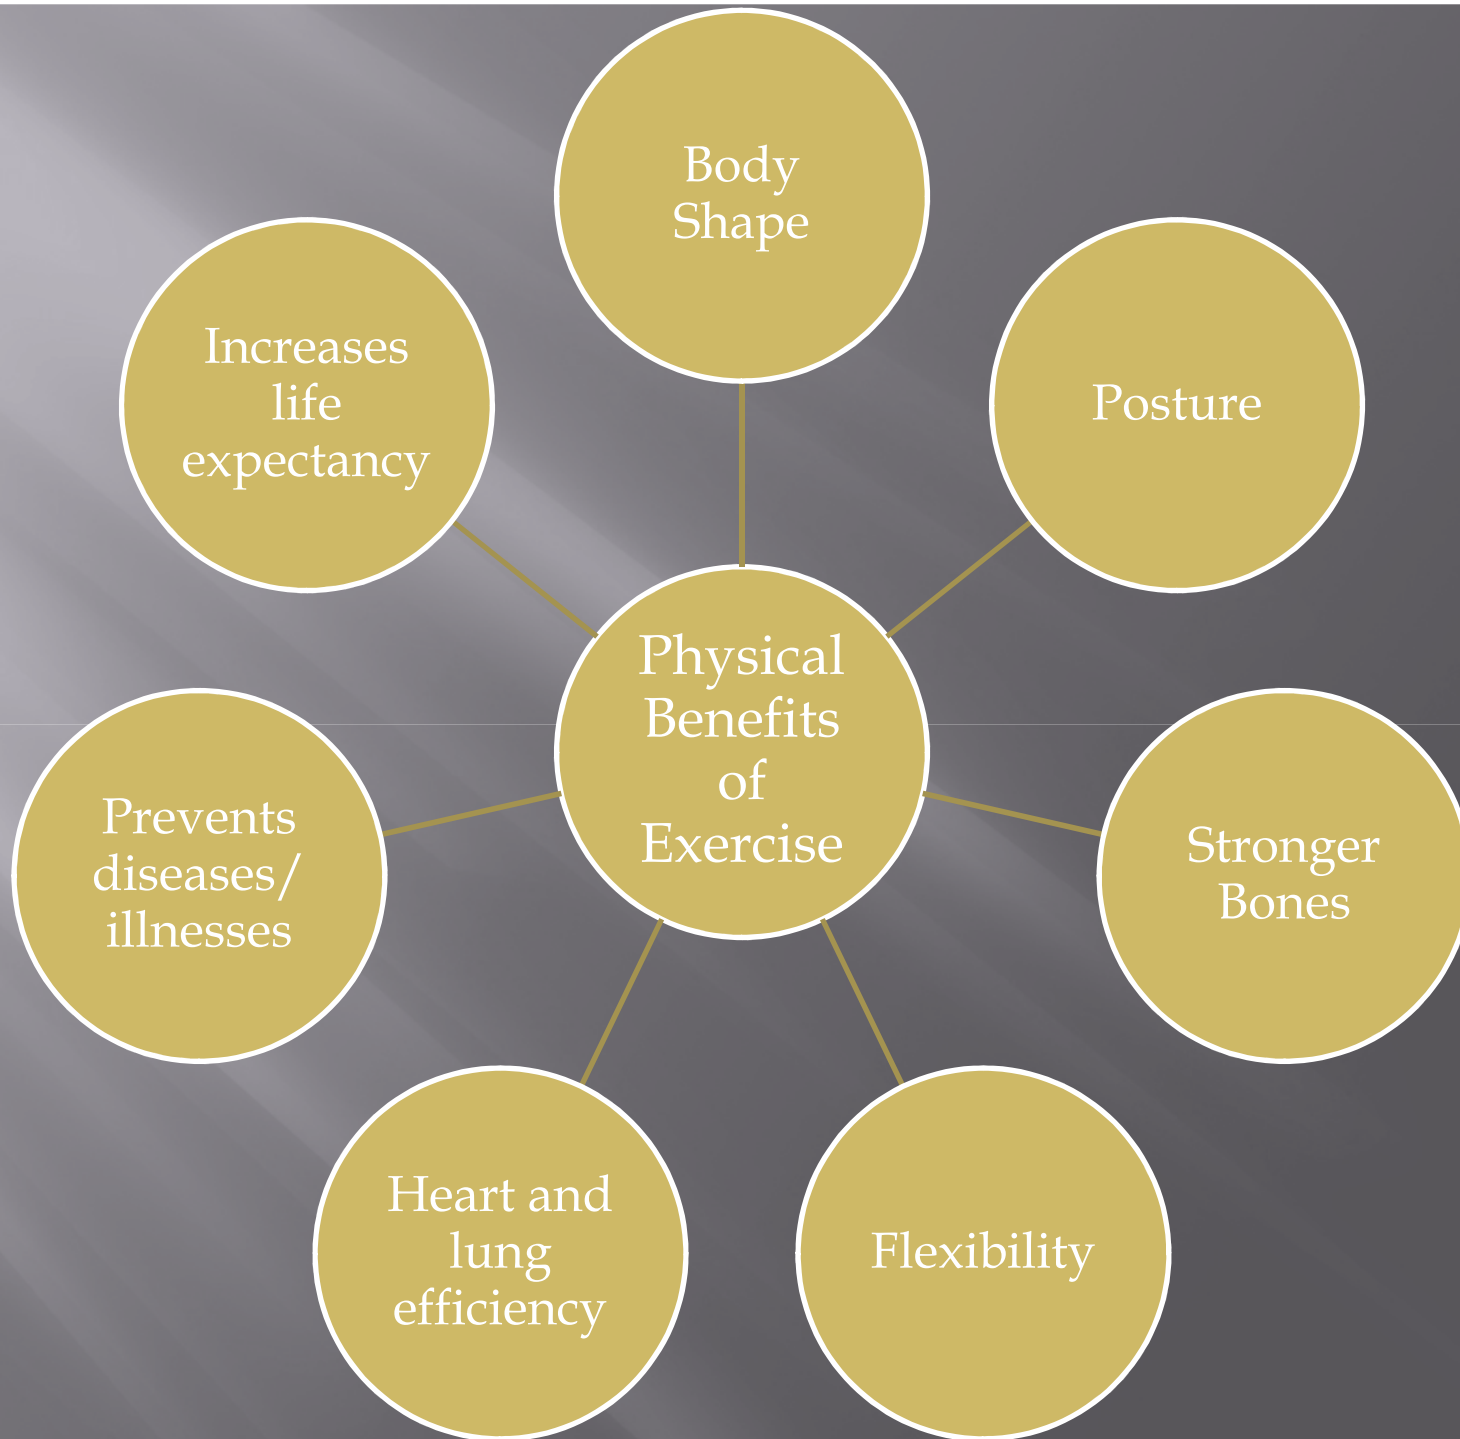 Body
Shape
Posture
Stronger
Bones
Flexibility
Heart and
lung
efficiency
Prevents
diseases/
illnesses
Increases
life
expectancy
Physical
Benefits
of
Exercise